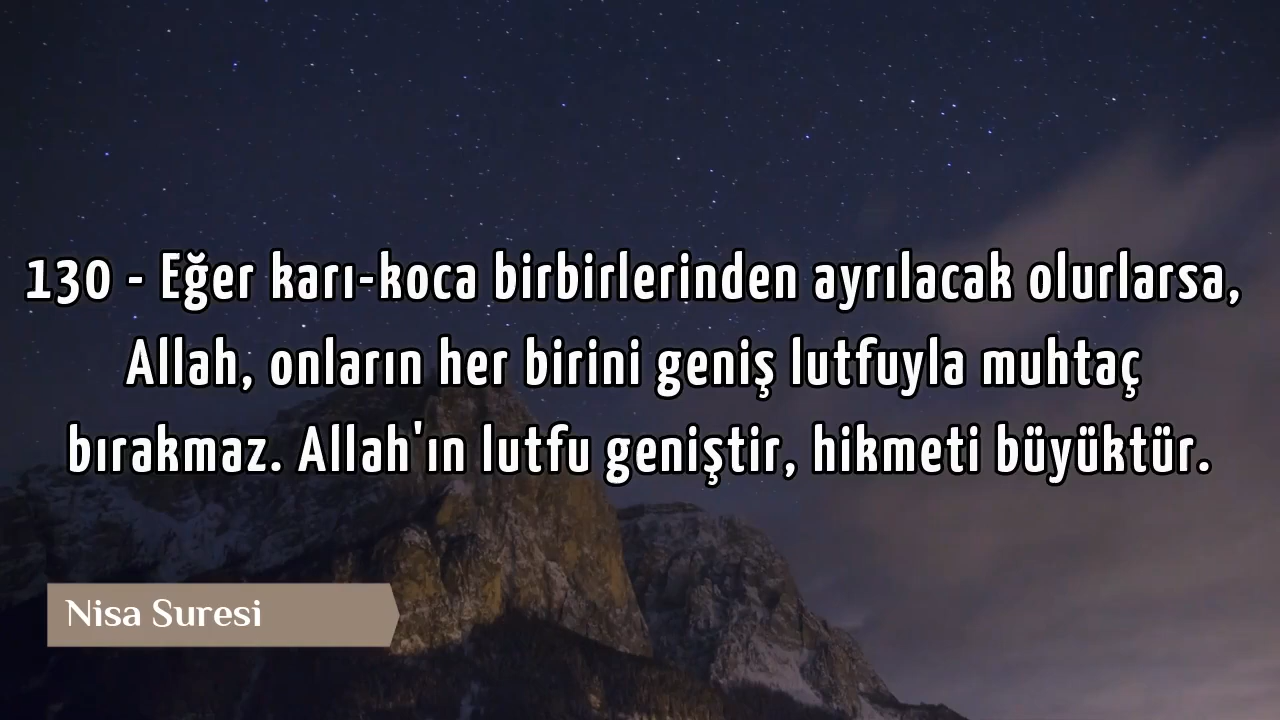 130 - Eğer karı-koca birbirlerinden ayrılacak olurlarsa,
Allah, onların her birini geniş lutfuyla muhtaç
bırakmaz. Allah'ın lutfu geniştir, hikmeti büyüktür.
Nisa Suresi